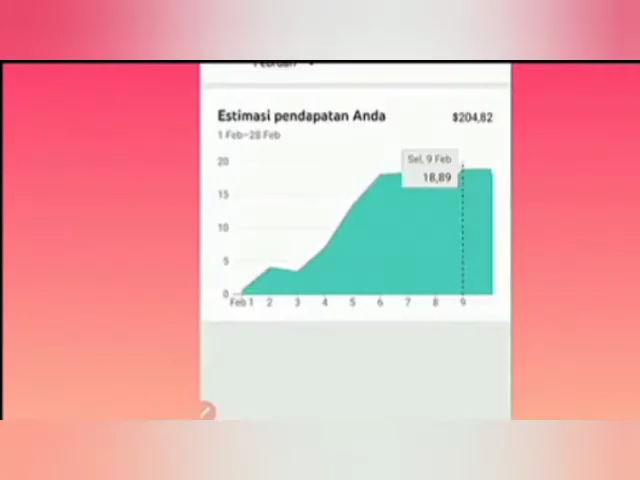 Februari
Estimasi pendapatan Anda
$204,82
1 Feb–28 Feb
20
Sel, 9 Feb
18,89
15
10
5
0
Feb 1 2 3 4 5 6 7 8 9